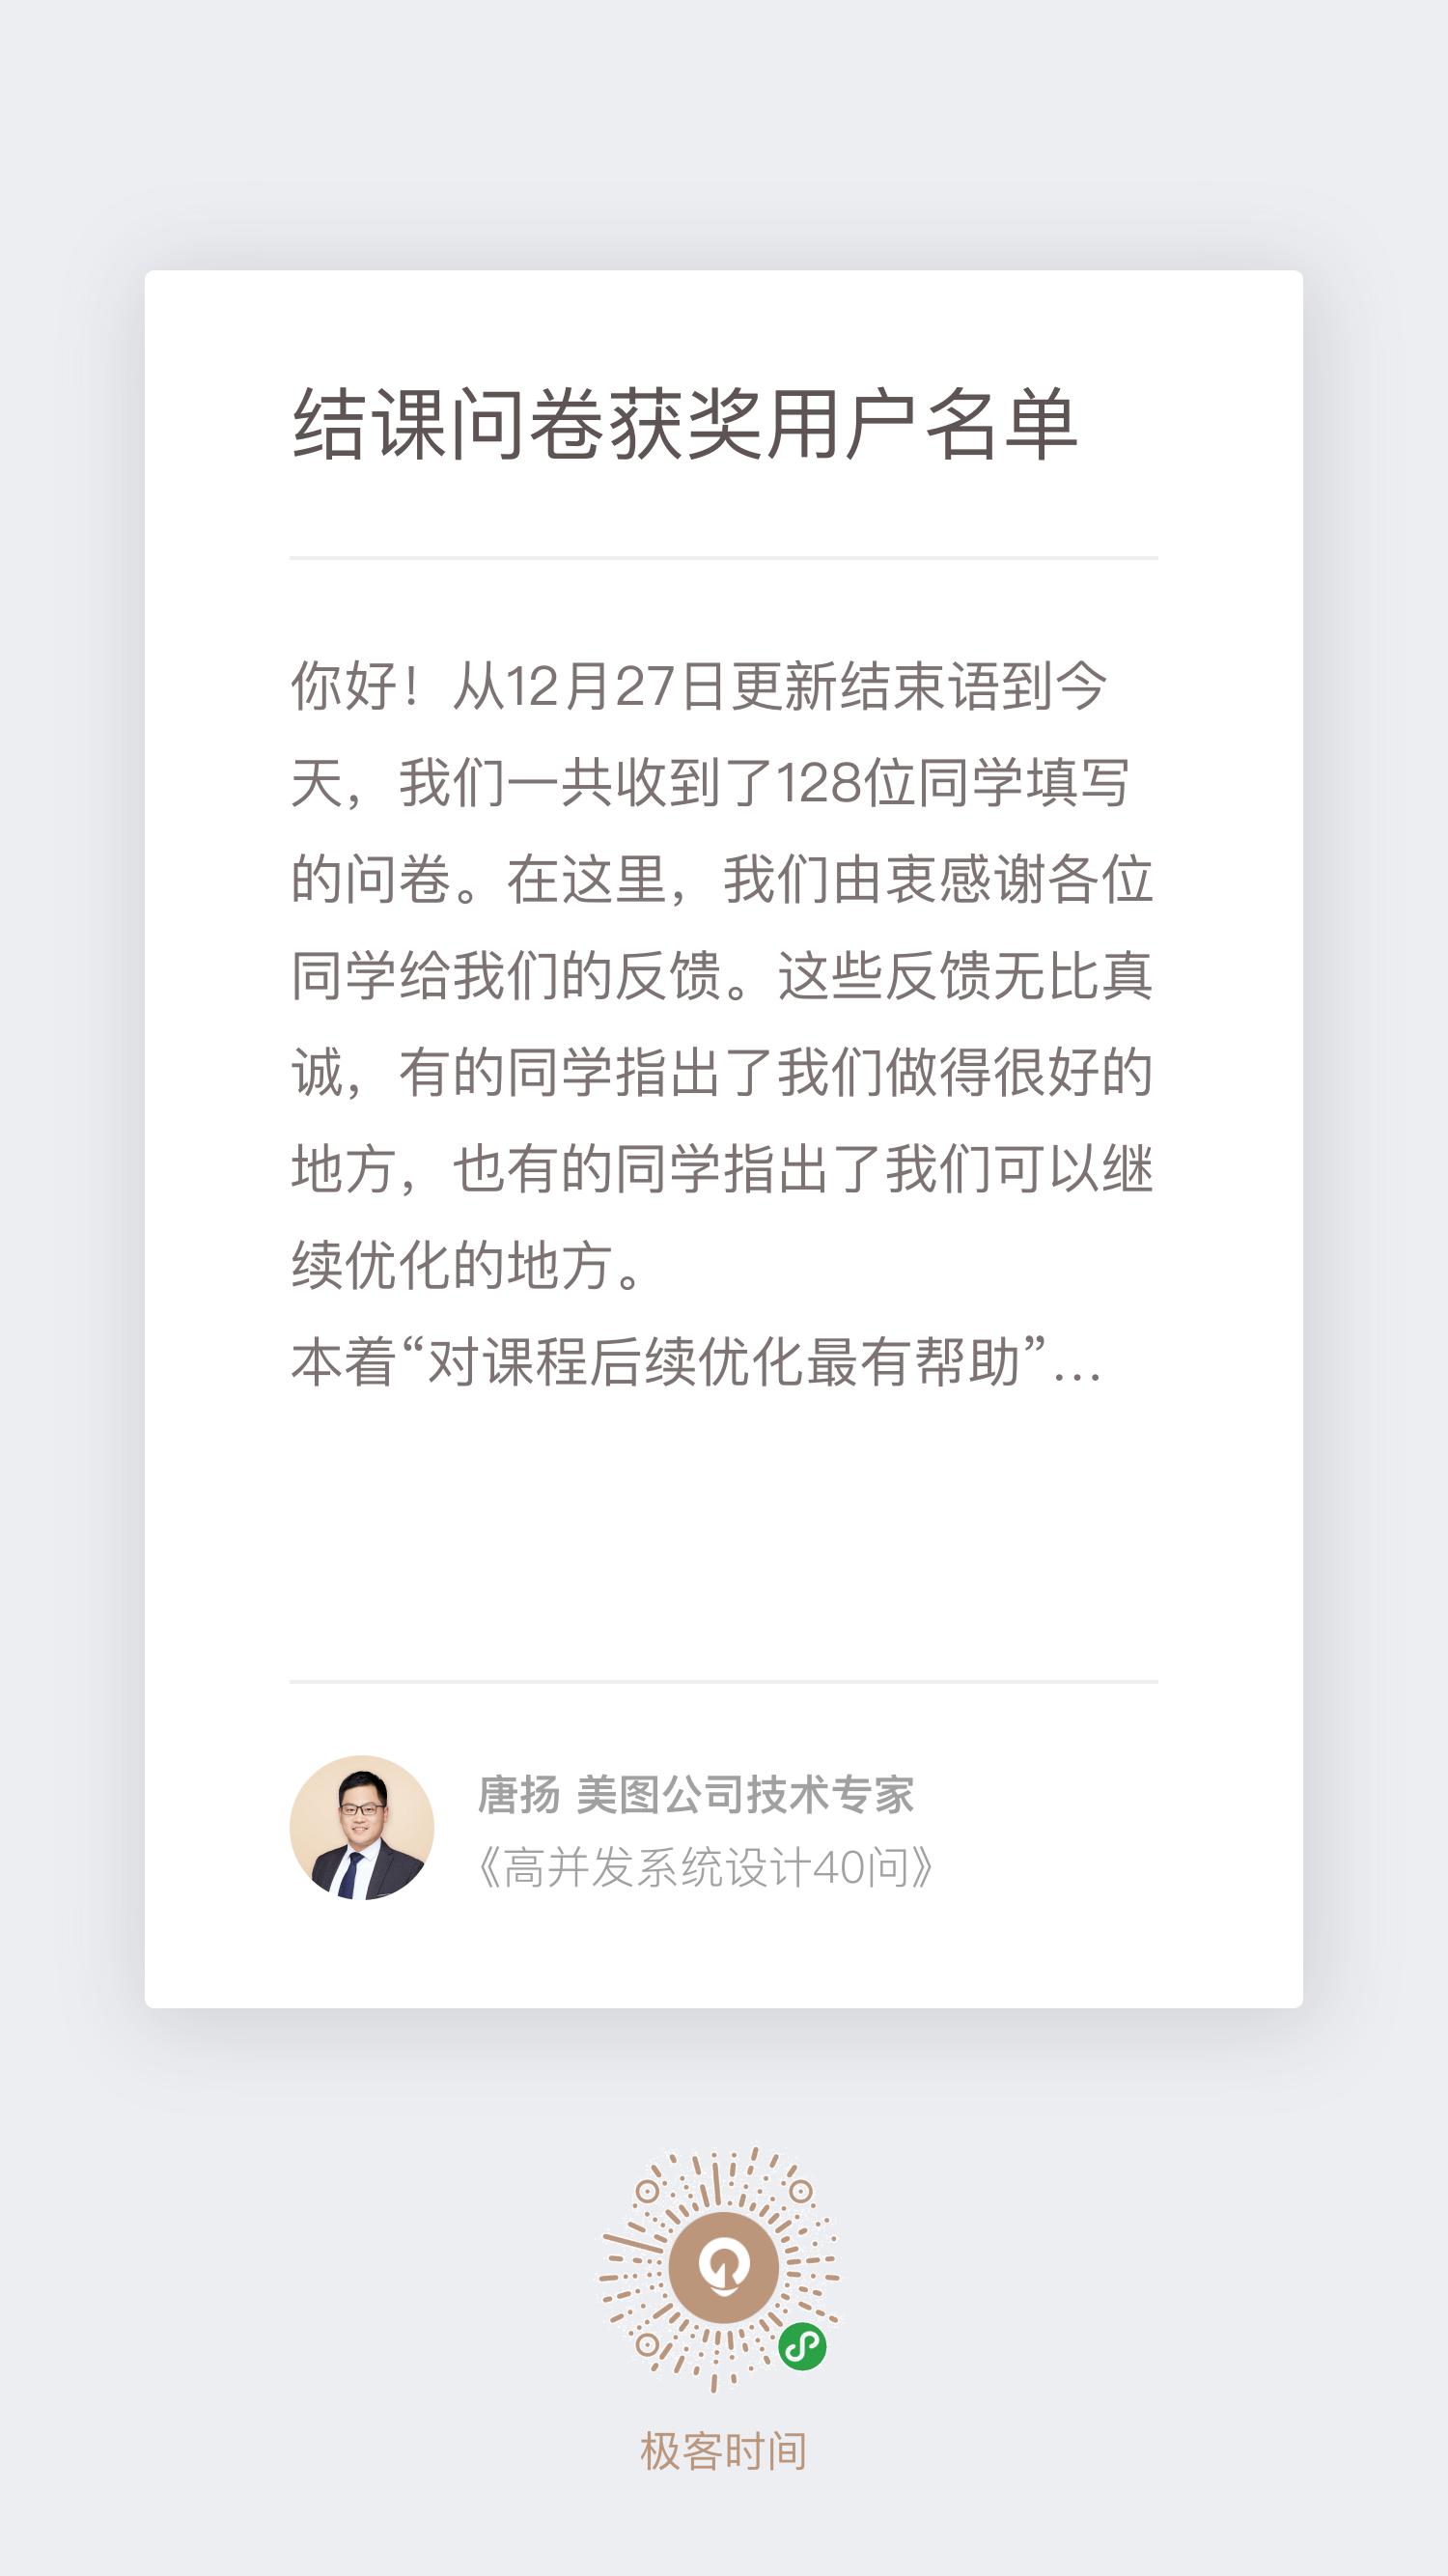 结课问卷获奖用户名单
你好！从12月27日更新结束语到今
天，我们一共收到了128位同学填写
的问卷。在这里，我们由衷感谢各位
同学给我们的反馈。这些反馈无比真
诚，有的同学指出了我们做得很好的
地方，也有的同学指出了我们可以继
续优化的地方。
本着“对课程后续优化最有帮助”...
唐扬 美图公司技术专家
《高并发系统设计40问》
极客时间